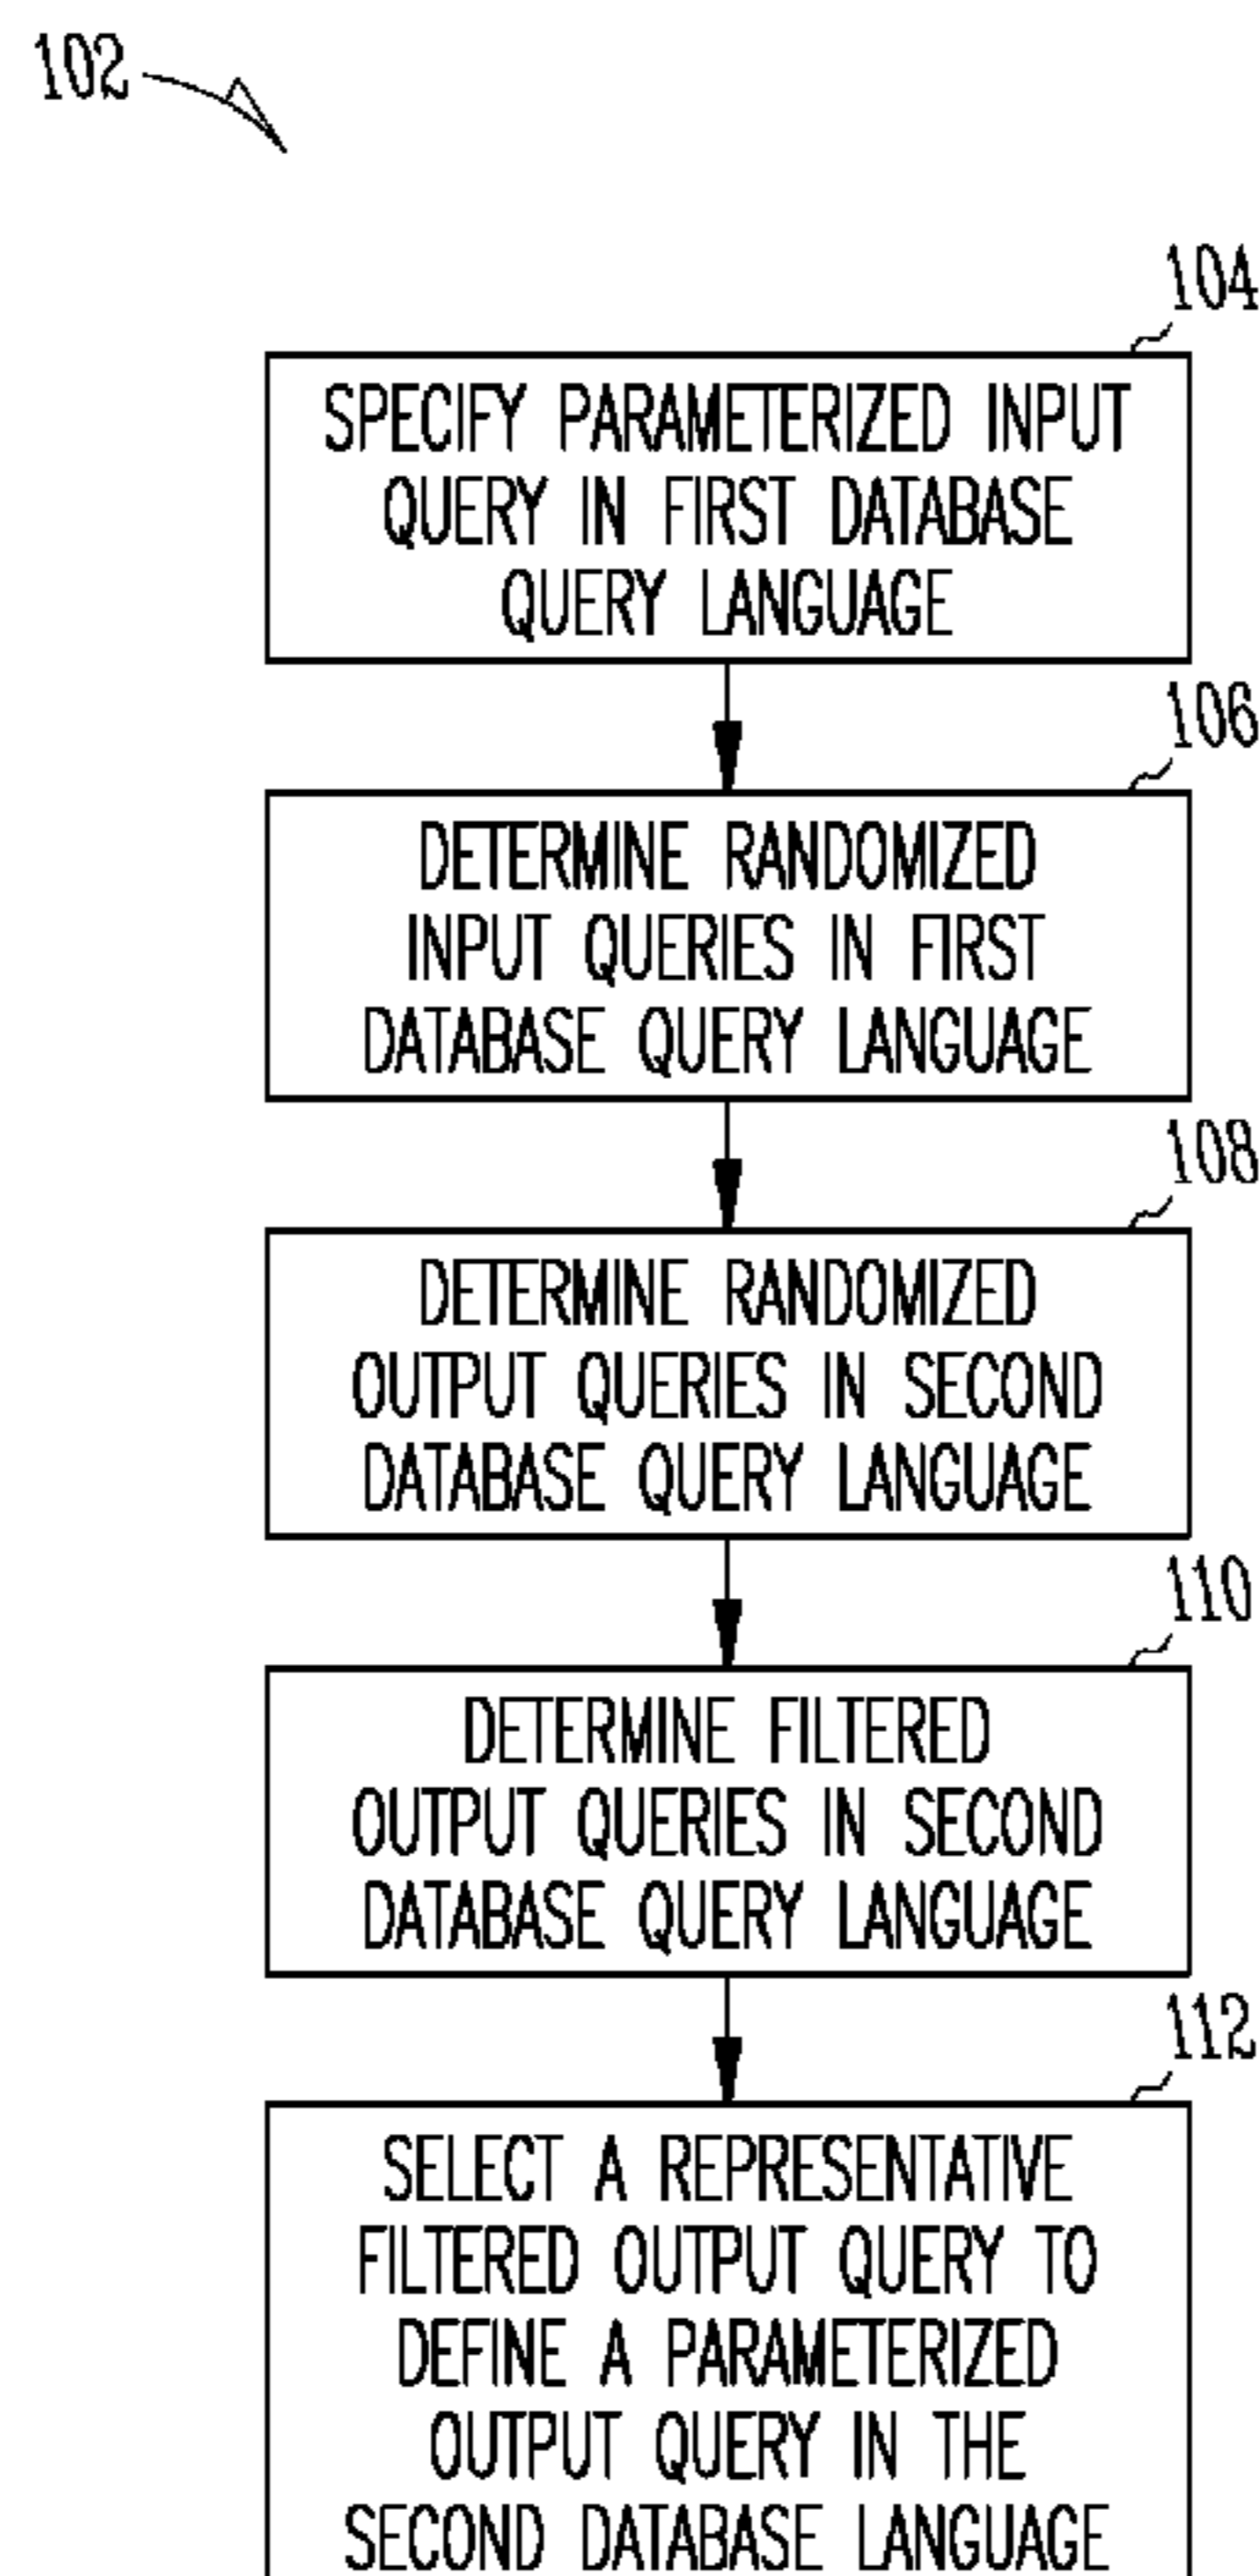 102
104
SPECIFY PARAMETERIZED INPUT
QUERY IN FIRST DATABASE
QUERY LANGUAGE
106
DETERMINE RANDOMIZED
INPUT QUERIES IN FIRST
DATABASE QUERY LANGUAGE
108
DETERMINE RANDOMIZED
OUTPUT QUERIES IN SECOND
DATABASE QUERY LANGUAGE
110
DETERMINE FILTERED
OUTPUT QUERIES IN SECOND
DATABASE QUERY LANGUAGE
112
SELECT A REPRESENTATIVE
FILTERED OUTPUT QUERY TO
DEFINE A PARAMETERIZED
OUTPUT QUERY IN THE
SECOND DATABASE LANGUAGE